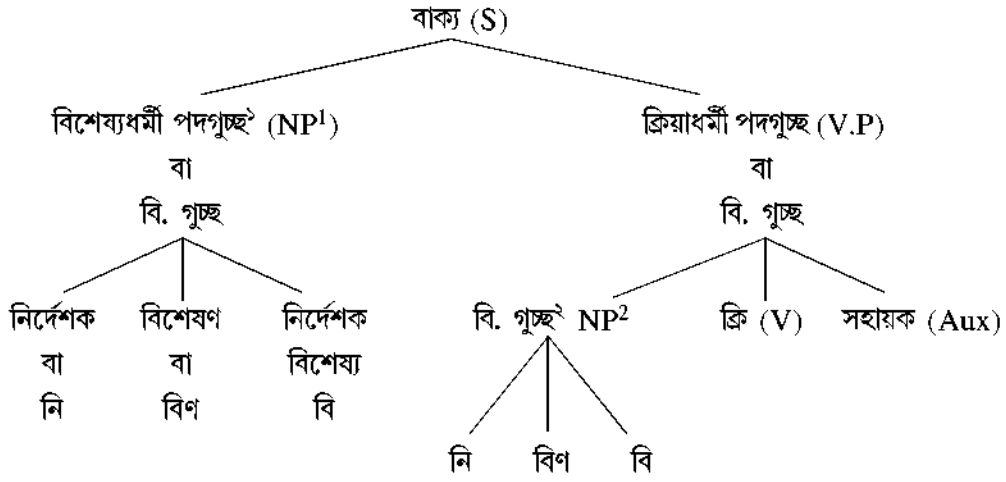 বাক্য (S)
বিশেষ্যধর্মী পদগুচ্ছ¹ (NP¹) ক্রিয়াধর্মী পদগুচ্ছ (V.P)
বা বা
বি. গুচ্ছ বি. গুচ্ছ
নির্দেশক বিশেষণ নির্দেশক বি. গুচ্ছ² NP² ক্রি (V) সহায়ক (Aux)
বা বা বিশেষ্য
নি বিণ বি
নি বিণ বি